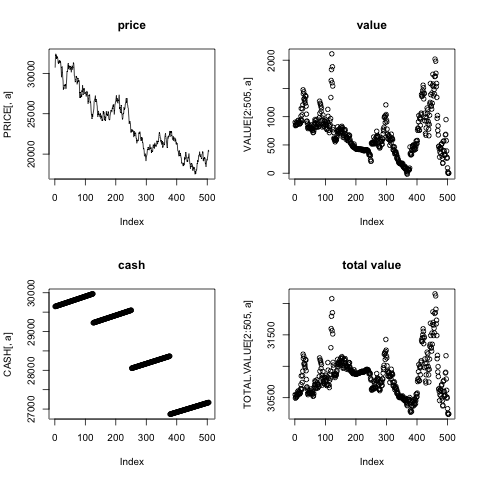 price
PRICE[, a]
20000 25000 30000
0 100 200 300 400 500
Index
value
VALUE[2:505, a]
0 500 1000 2000
0 100 200 300 400 500
Index
cash
CASH[, a]
27000 28000 29000 30000
0 100 200 300 400 500
Index
total value
TOTAL.VALUE[2:505, a]
30500 31500
0 100 200 300 400 500
Index